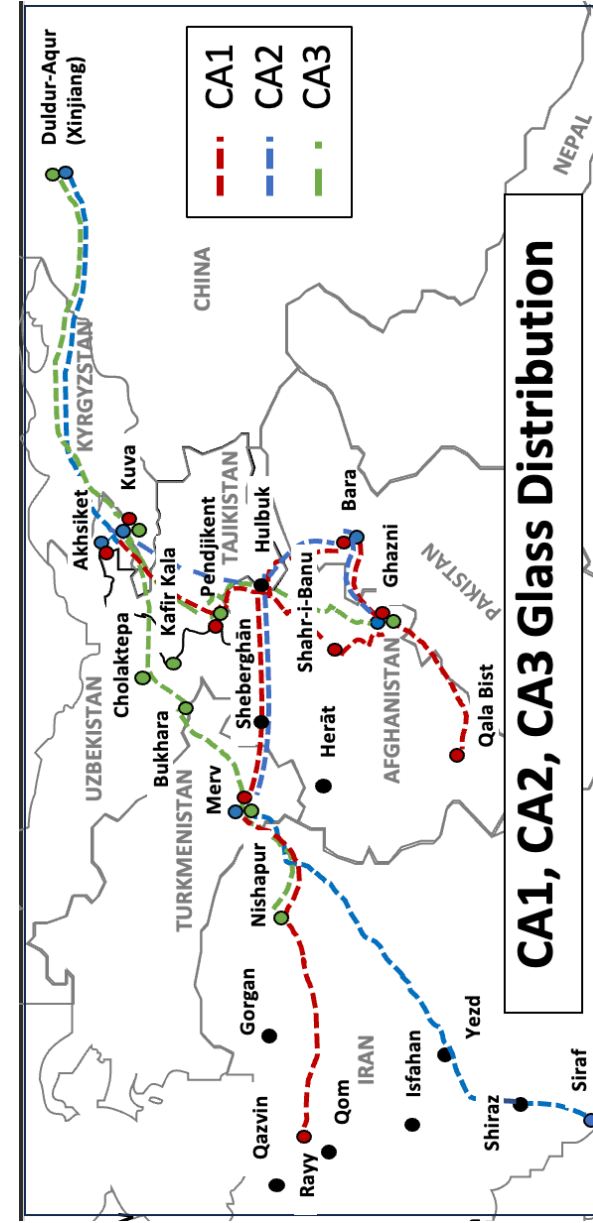 Duldur-Aqur
(Xinjiang)
CA1
CA2
CA3
NEPAL
CHINA
KYRGYZSTAN
Akhsiket
Kuva
Kafir Kala
Pendjikent
TAJIKISTAN
Hulbuk
Bara
Ghazni
PAKISTAN
UZBEKISTAN
Cholaktepa
Bukhara
Sheberghān
Shahr-i-Banu
AFGHANISTAN
Qala Bist
Herāt
TURKMENISTAN
Merv
Nishapur
Gorgan
Qazvin
Rayy
Qom
IRAN
Isfahan
Yezd
Shiraz
Siraf
CA1, CA2, CA3 Glass Distribution